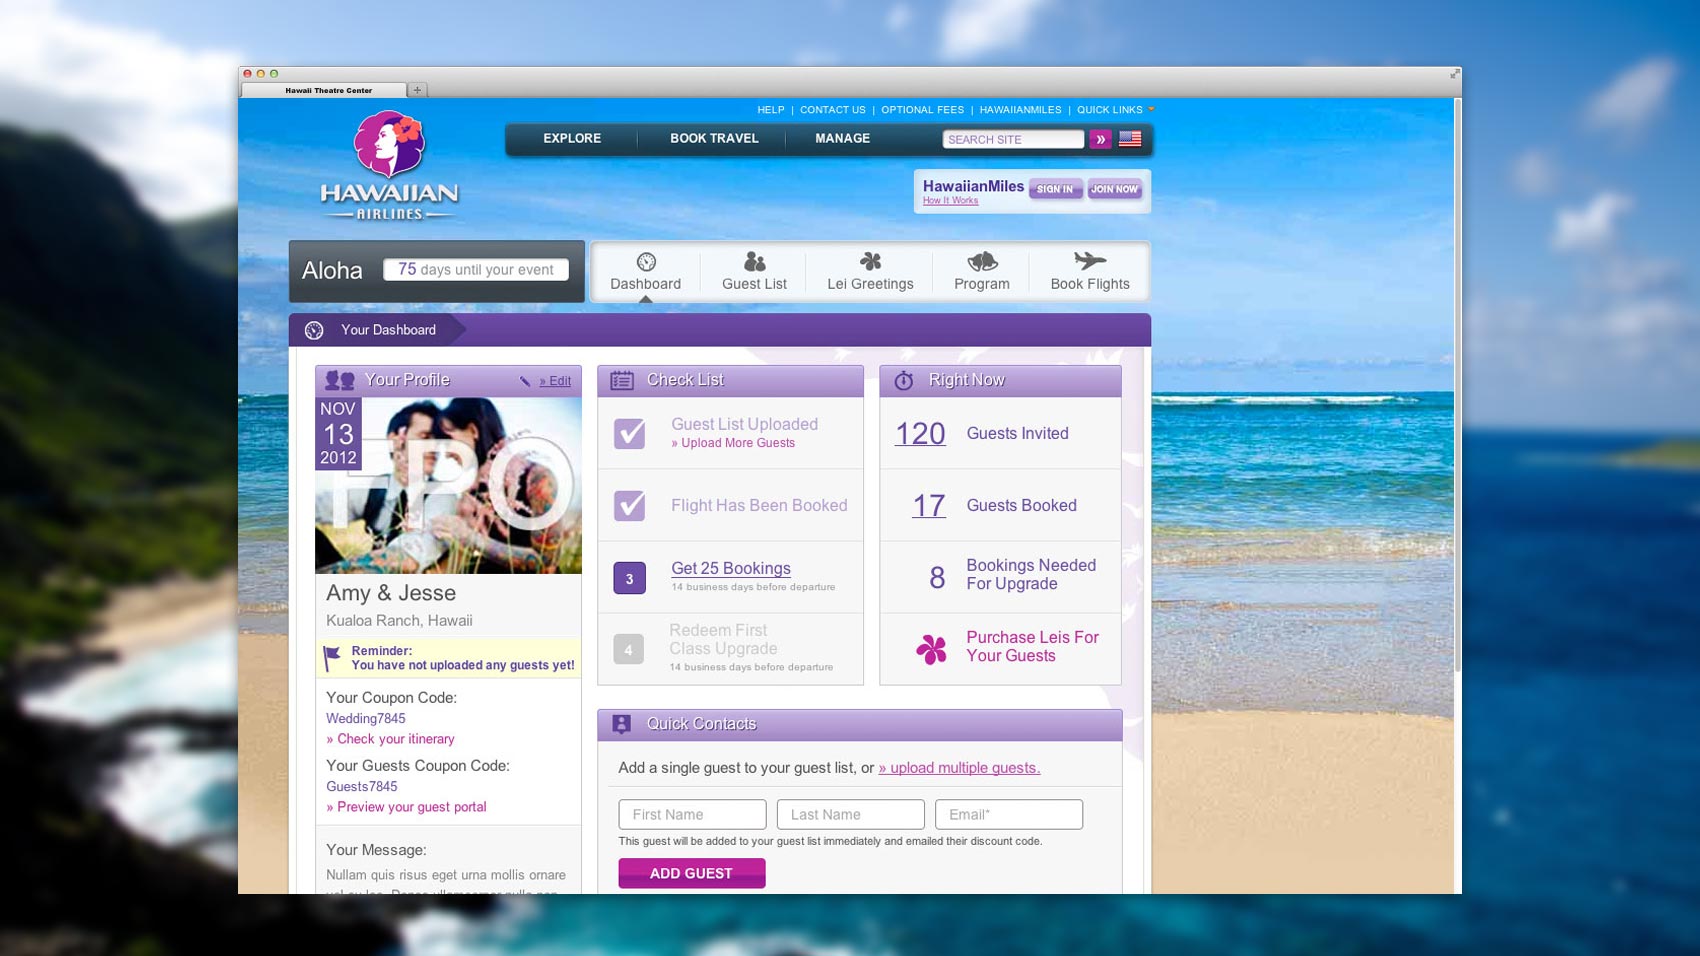 Hawaii Theatre Center
HELP | CONTACT US | OPTIONAL FEES | HAWAIIANMILES | QUICK LINKS
EXPLORE
BOOK TRAVEL
MANAGE
SEARCH SITE
»
HAWAIIAN
AIRLINES.
HawaiianMiles
SIGN IN
JOIN NOW
How It Works
Aloha
75 days until your event
Dashboard
Guest List
Lei Greetings
Program
Book Flights
Your Dashboard
Your Profile
» Edit
NOV
13
2012
FPO
Amy & Jesse
Kualoa Ranch, Hawaii
Reminder:
You have not uploaded any guests yet!
Your Coupon Code:
Wedding7845
» Check your itinerary
Your Guests Coupon Code:
Guests7845
» Preview your guest portal
Your Message:
Nullam quis risus eget urna mollis ornare
Check List
Guest List Uploaded
» Upload More Guests
Flight Has Been Booked
3
Get 25 Bookings
14 business days before departure
4
Redeem First
Class Upgrade
14 business days before departure
Right Now
120 Guests Invited
17 Guests Booked
8 Bookings Needed
For Upgrade
Purchase Leis For
Your Guests
Quick Contacts
Add a single guest to your guest list, or » upload multiple guests.
First Name
Last Name
Email*
This guest will be added to your guest list immediately and emailed their discount code.
ADD GUEST